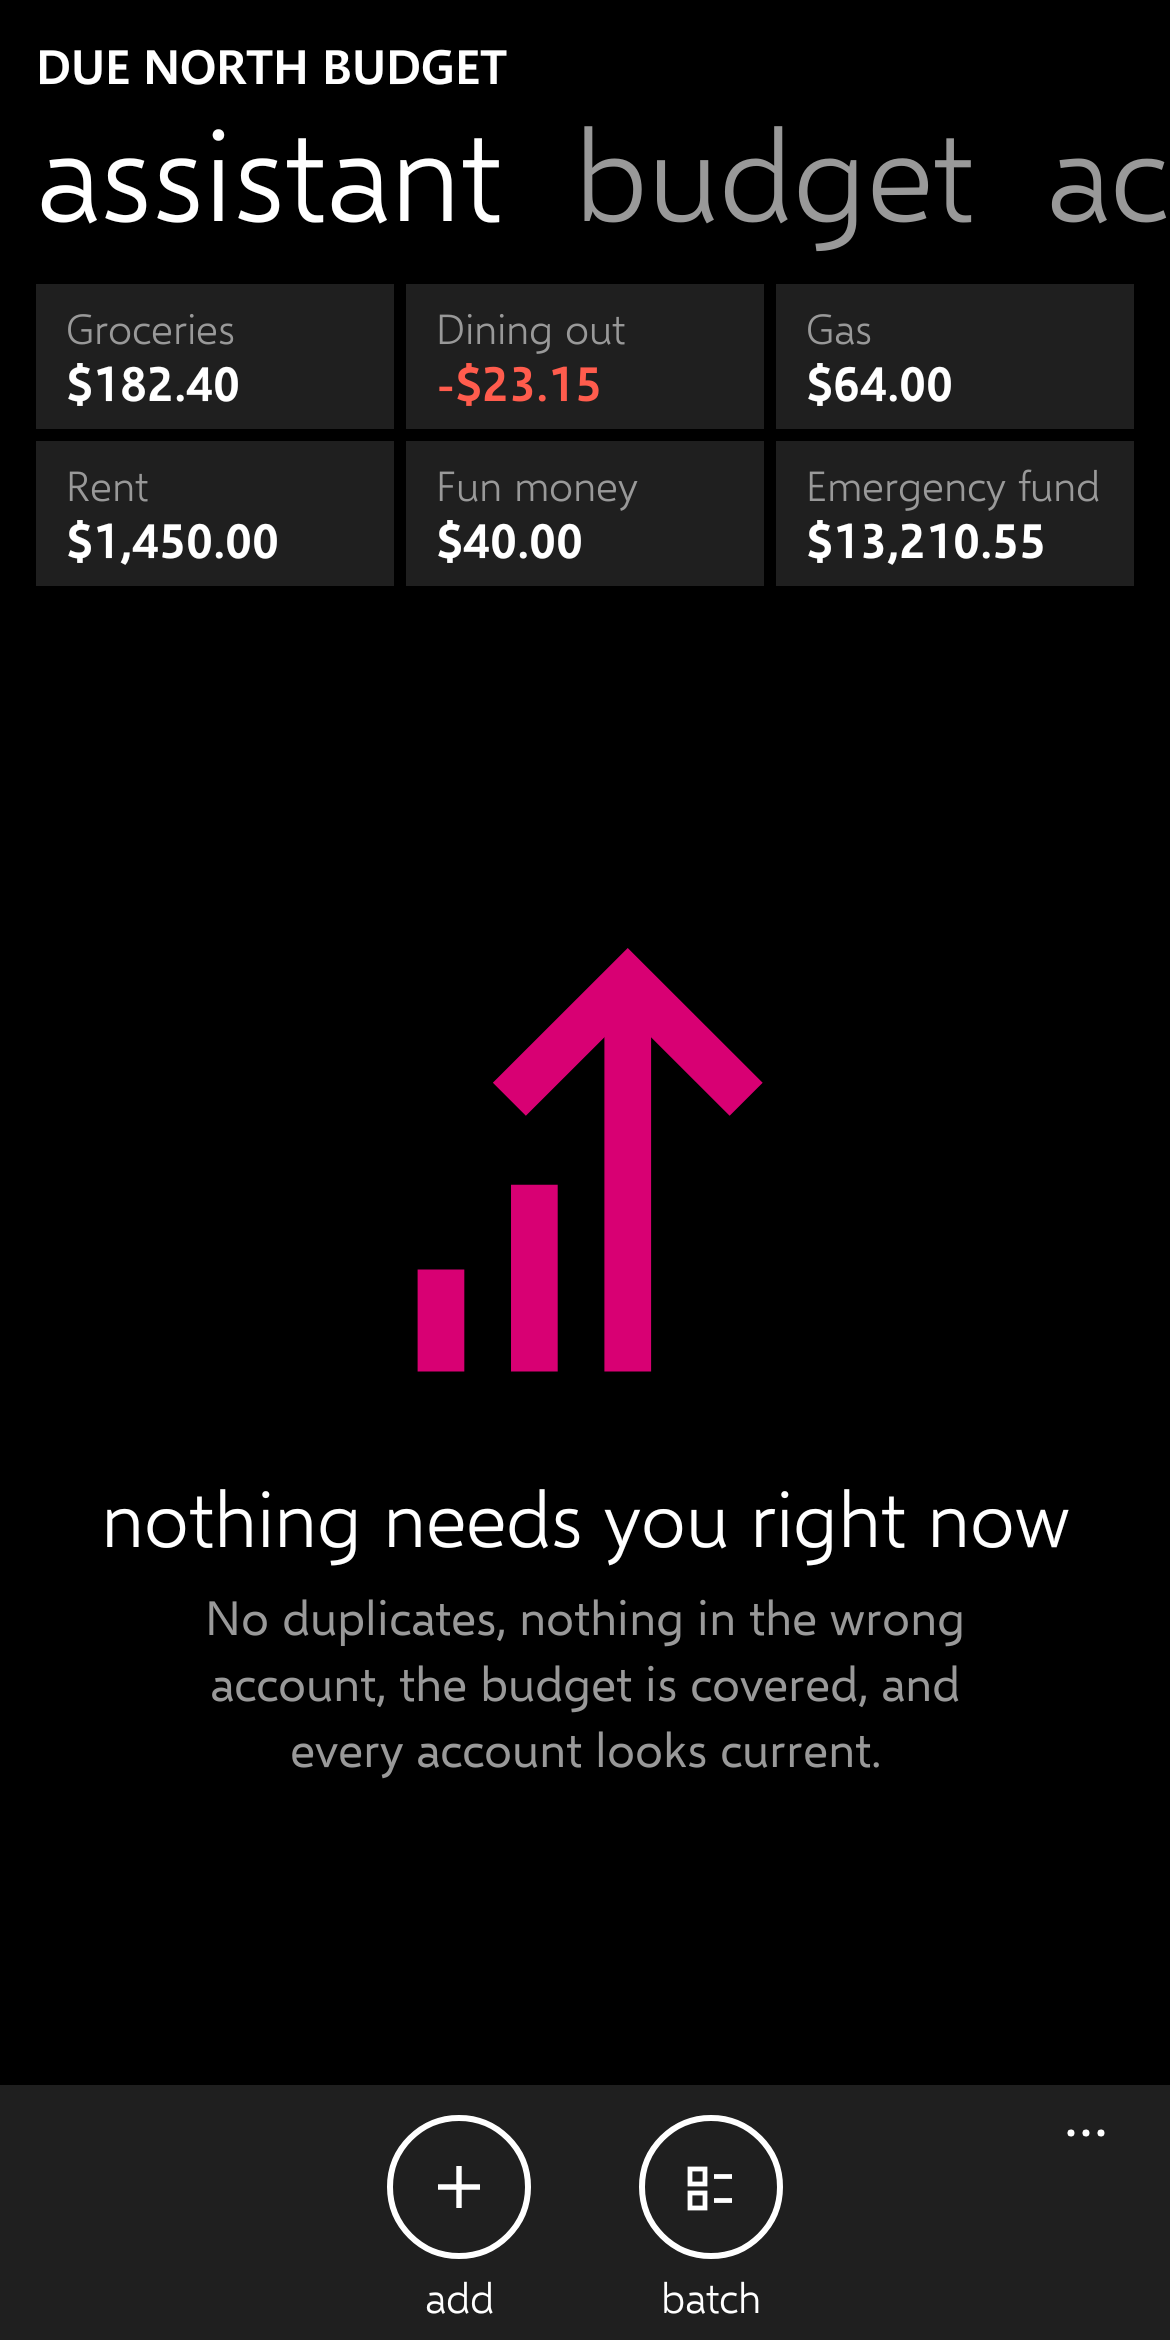 DUE NORTH BUDGET
assistant budget ac
Groceries
$182.40
Dining out
-$23.15
Gas
$64.00
Rent
$1,450.00
Fun money
$40.00
Emergency fund
$13,210.55
nothing needs you right now
No duplicates, nothing in the wrong
account, the budget is covered, and
every account looks current.
...
add
batch